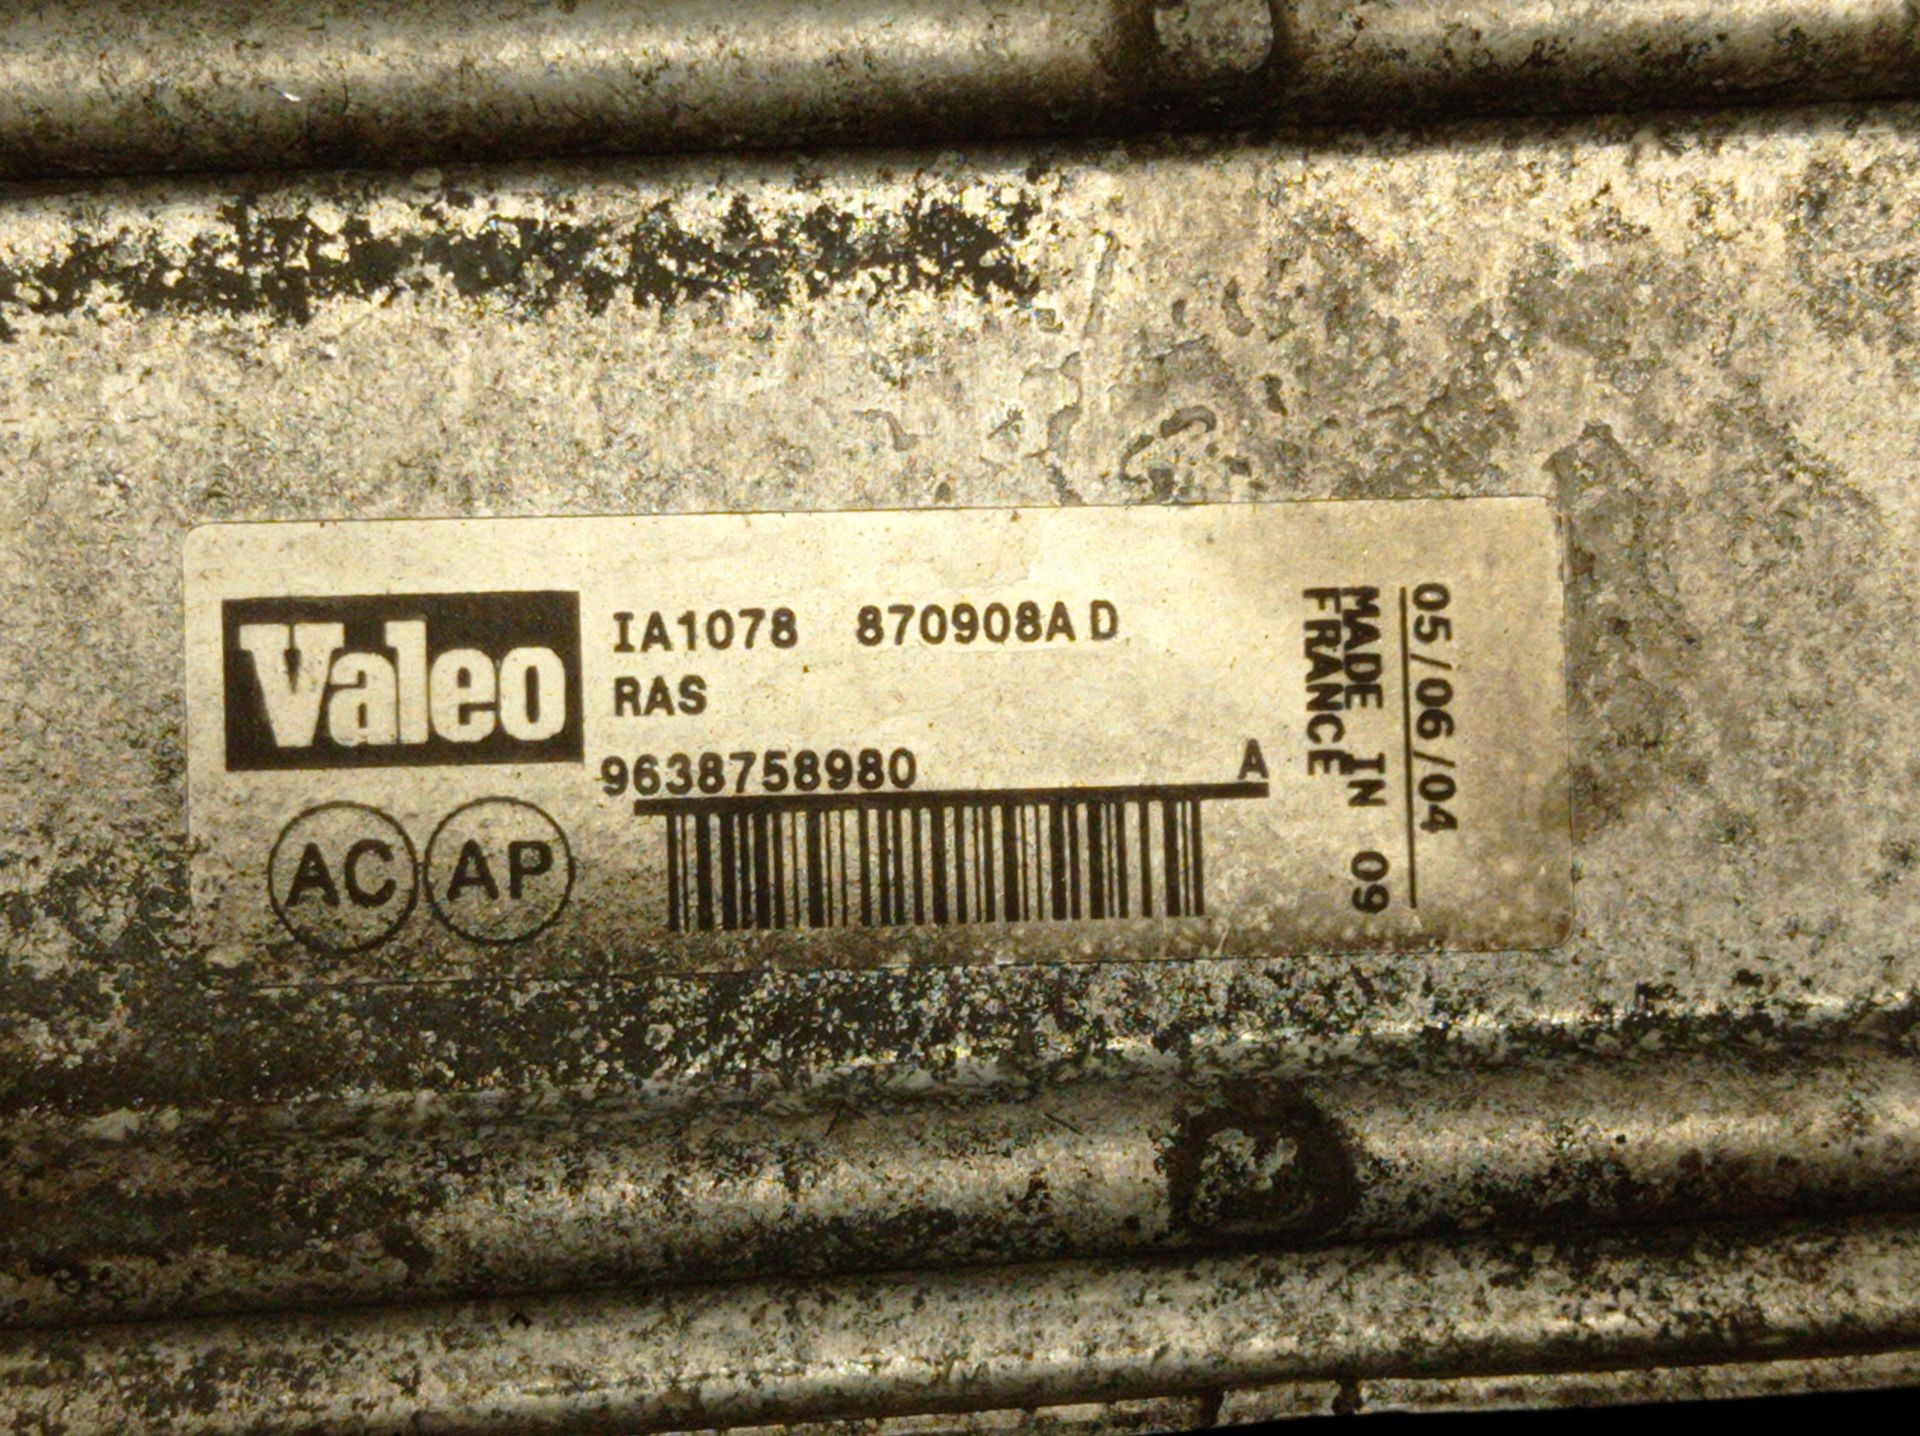 Valeo
IA1078 870908A D
RAS
9638758980 A
AC AP
05/06/04
MADE IN 09
FRANCE